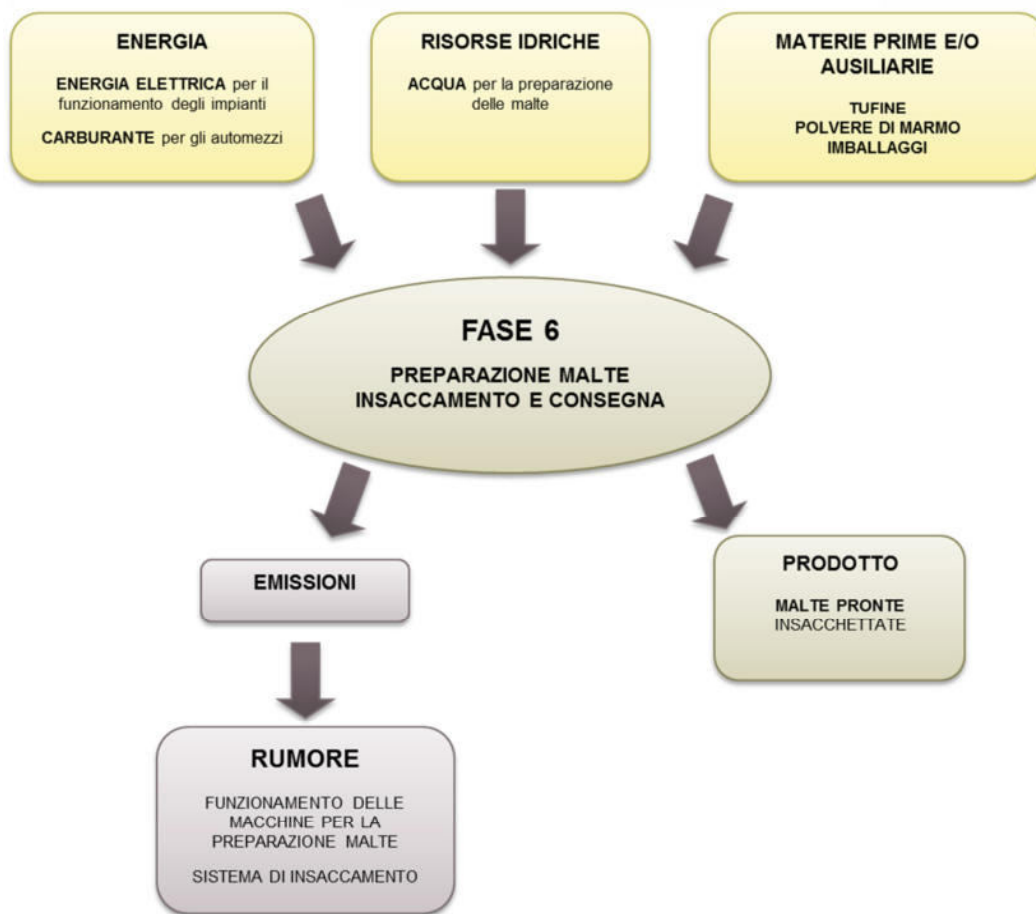 ENERGIA
ENERGIA ELETTRICA per il
funzionamento degli impianti
CARBURANTE per gli automezzi
RISORSE IDRICHE
ACQUA per la preparazione
delle malte
MATERIE PRIME E/O
AUSILIARIE
TUFINE
POLVERE DI MARMO
IMBALLAGGI
FASE 6
PREPARAZIONE MALTE
INSACCAMENTO E CONSEGNA
EMISSIONI
PRODOTTO
MALTE PRONTE
INSACCHETTATE
RUMORE
FUNZIONAMENTO DELLE
MACCHINE PER LA
PREPARAZIONE MALTE
SISTEMA DI INSACCAMENTO